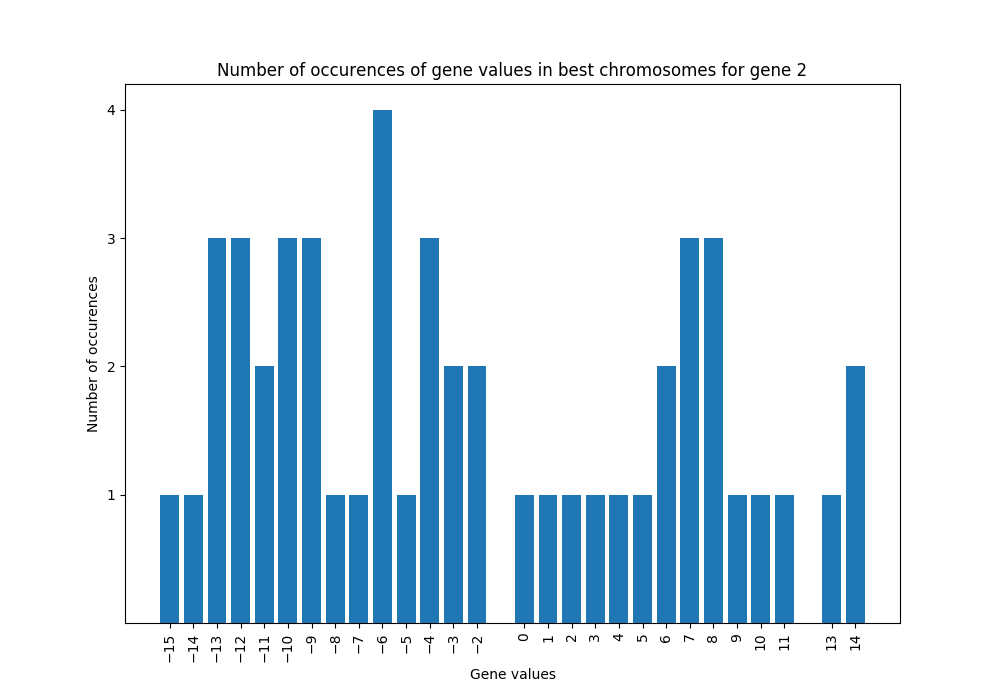 Number of occurences of gene values in best chromosomes for gene 2
4
3
2
1
Number of occurences
−15 −14 −13 −12 −11 −10 −9 −8 −7 −6 −5 −4 −3 −2 0 1 2 3 4 5 6 7 8 9 10 11 13 14
Gene values